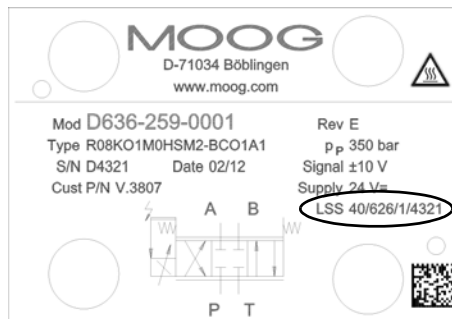 MOOG
D-71034 Böblingen
www.moog.com
Mod D636-259-0001 Rev E
Type R08KO1M0HSM2-BCO1A1 pP 350 bar
S/N D4321 Date 02/12 Signal ±10 V
Cust P/N V.3807 Supply 24 V=
LSS 40/626/1/4321
A B
P T